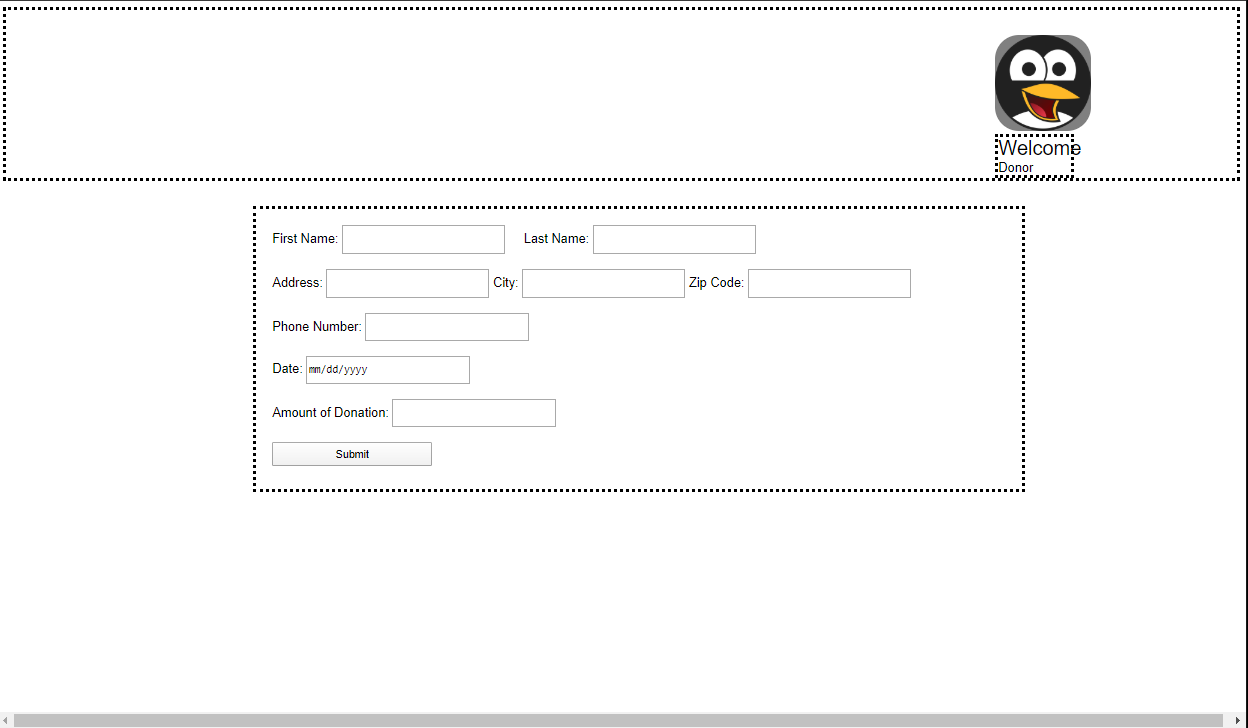 Welcome
Donor
First Name: Last Name:
Address: City: Zip Code:
Phone Number:
Date: mm/dd/yyyy
Amount of Donation:
Submit